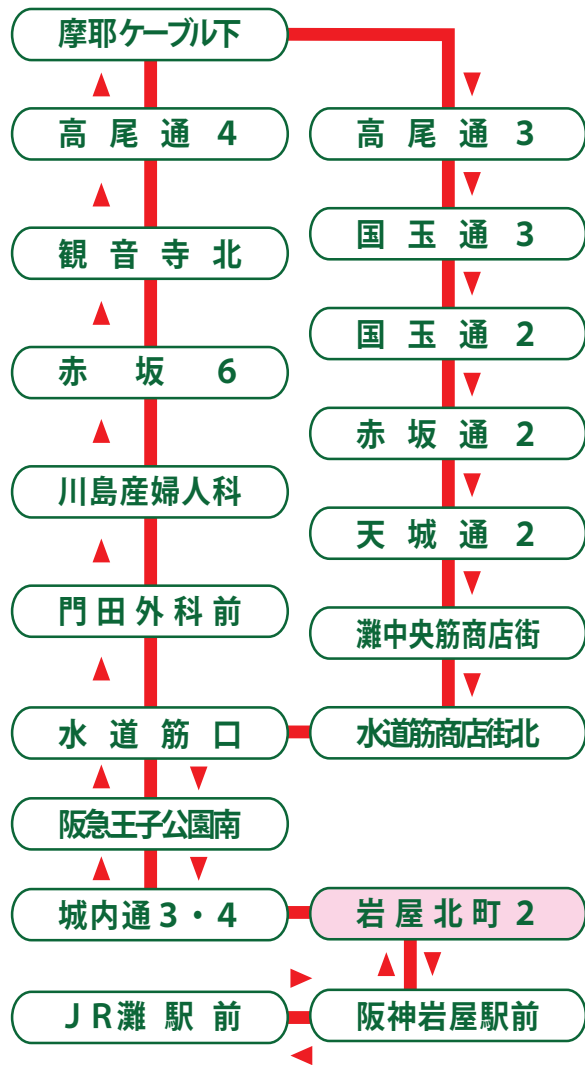 摩耶ケーブル下
高尾通4
高尾通3
観音寺北
国玉通3
国玉通2
赤坂6
赤坂通2
川島産婦人科
天城通2
門田外科前
灘中央筋商店街
水道筋口
水道筋商店街北
阪急王子公園南
城内通3・4
岩屋北町2
JR灘駅前
阪神岩屋駅前